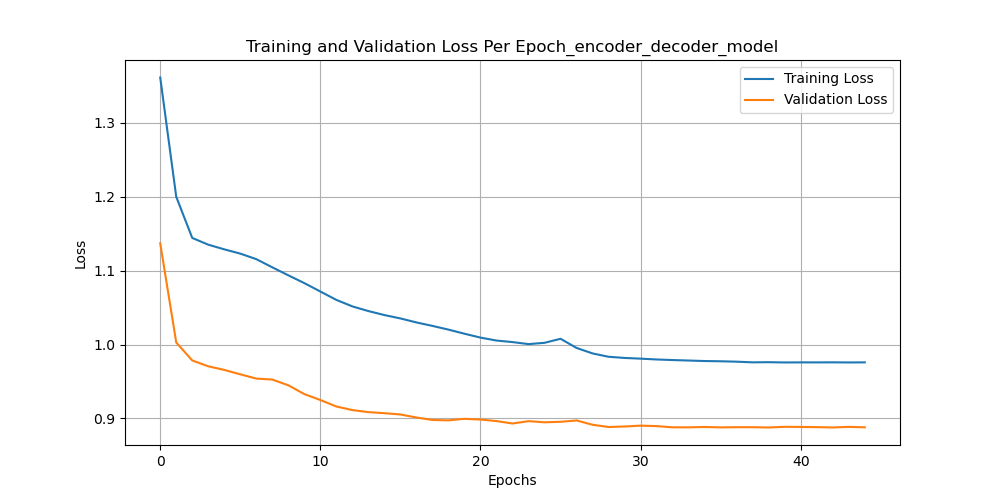 Training and Validation Loss Per Epoch_encoder_decoder_model
Training Loss
Validation Loss
1.3
1.2
1.1
1.0
0.9
Loss
0 10 20 30 40
Epochs